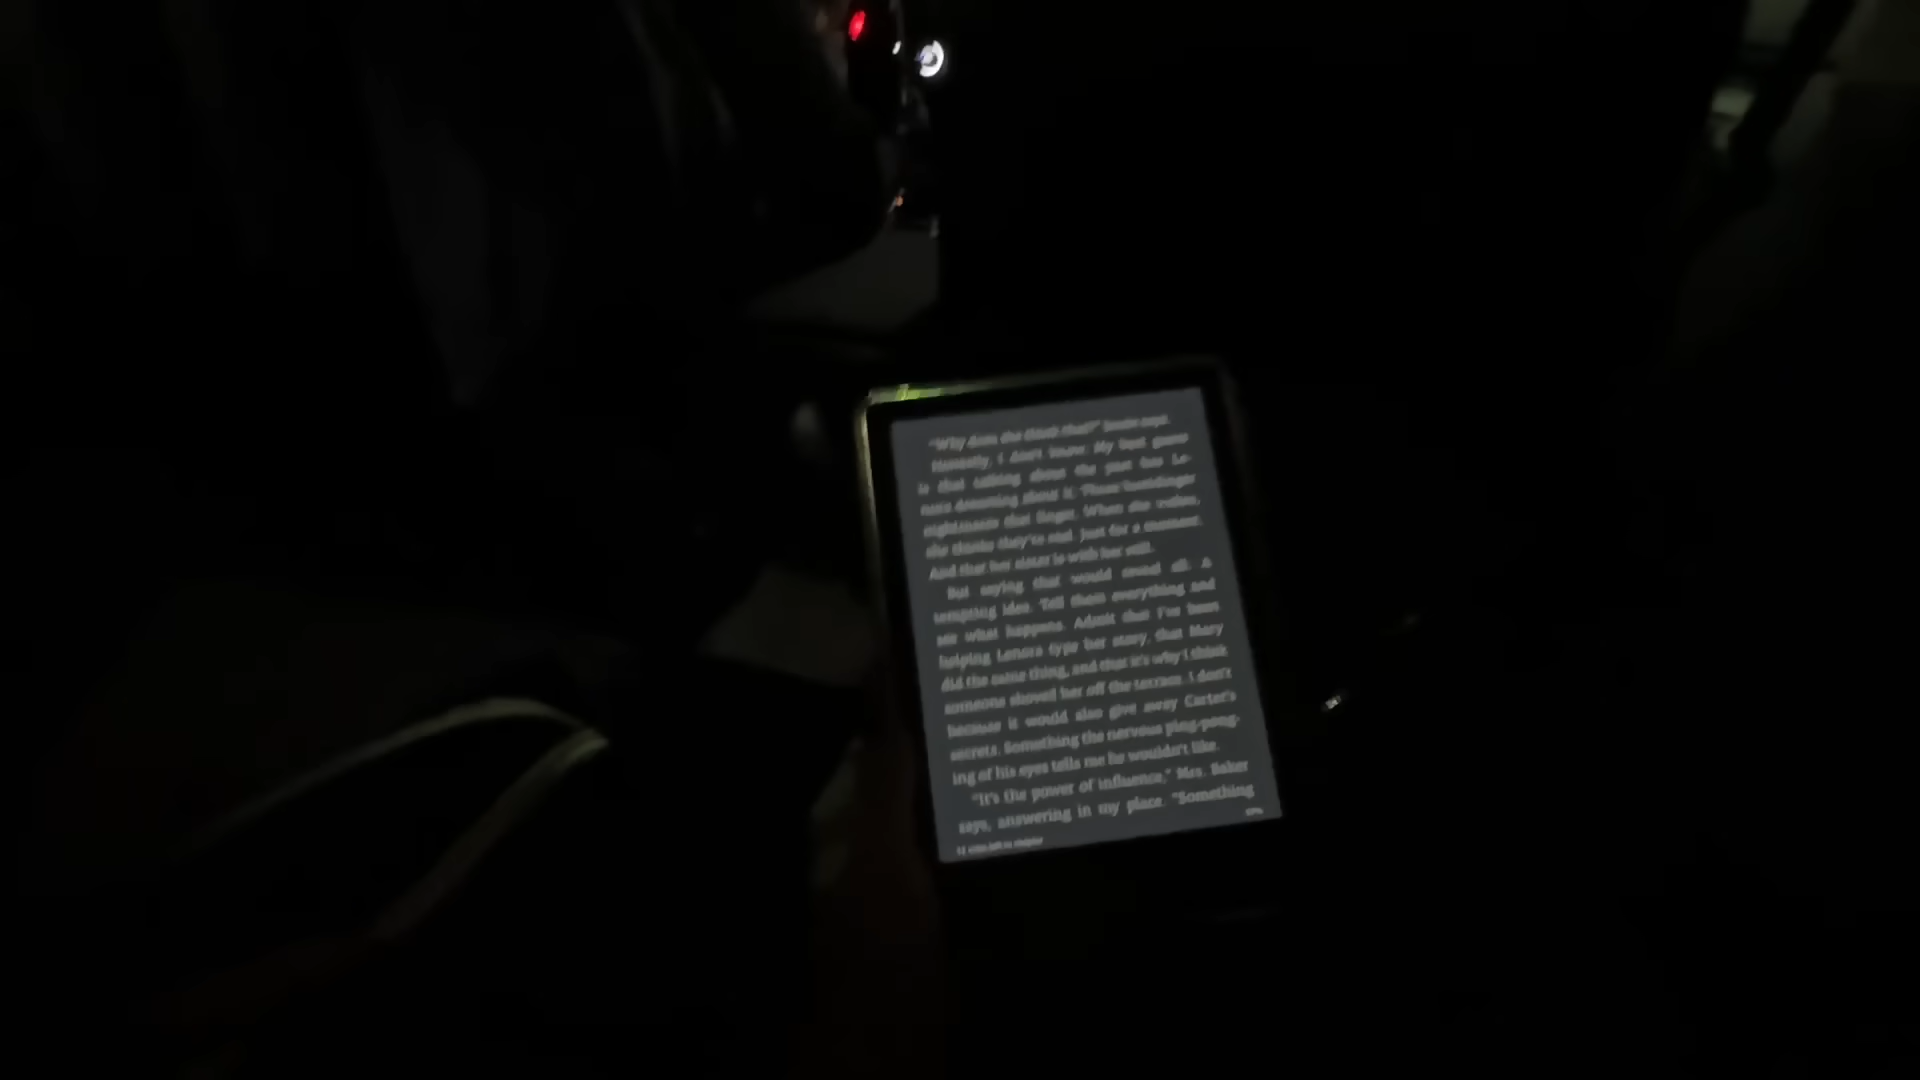 "Why does she think that?"
Honestly, I don't know. My best guess
is that talking about the past has Le-
nora dreaming about it. Those
nightmares that linger. When she wakes,
she thinks they're real. Just for a moment.
And that her sister is with her still.
But saying that would reveal all. A
tempting idea. Tell them everything and
see what happens. Admit that I've been
helping Lenora type her story, that Mary
did the same thing, and that it's why I think
someone shoved her off the terrace. I don't
because it would also give away Carter's
secrets. Something the nervous ping-pong-
ing of his eyes tells me he wouldn't like.
"It's the power of influence," Mrs. Baker
says, answering in my place. "Something